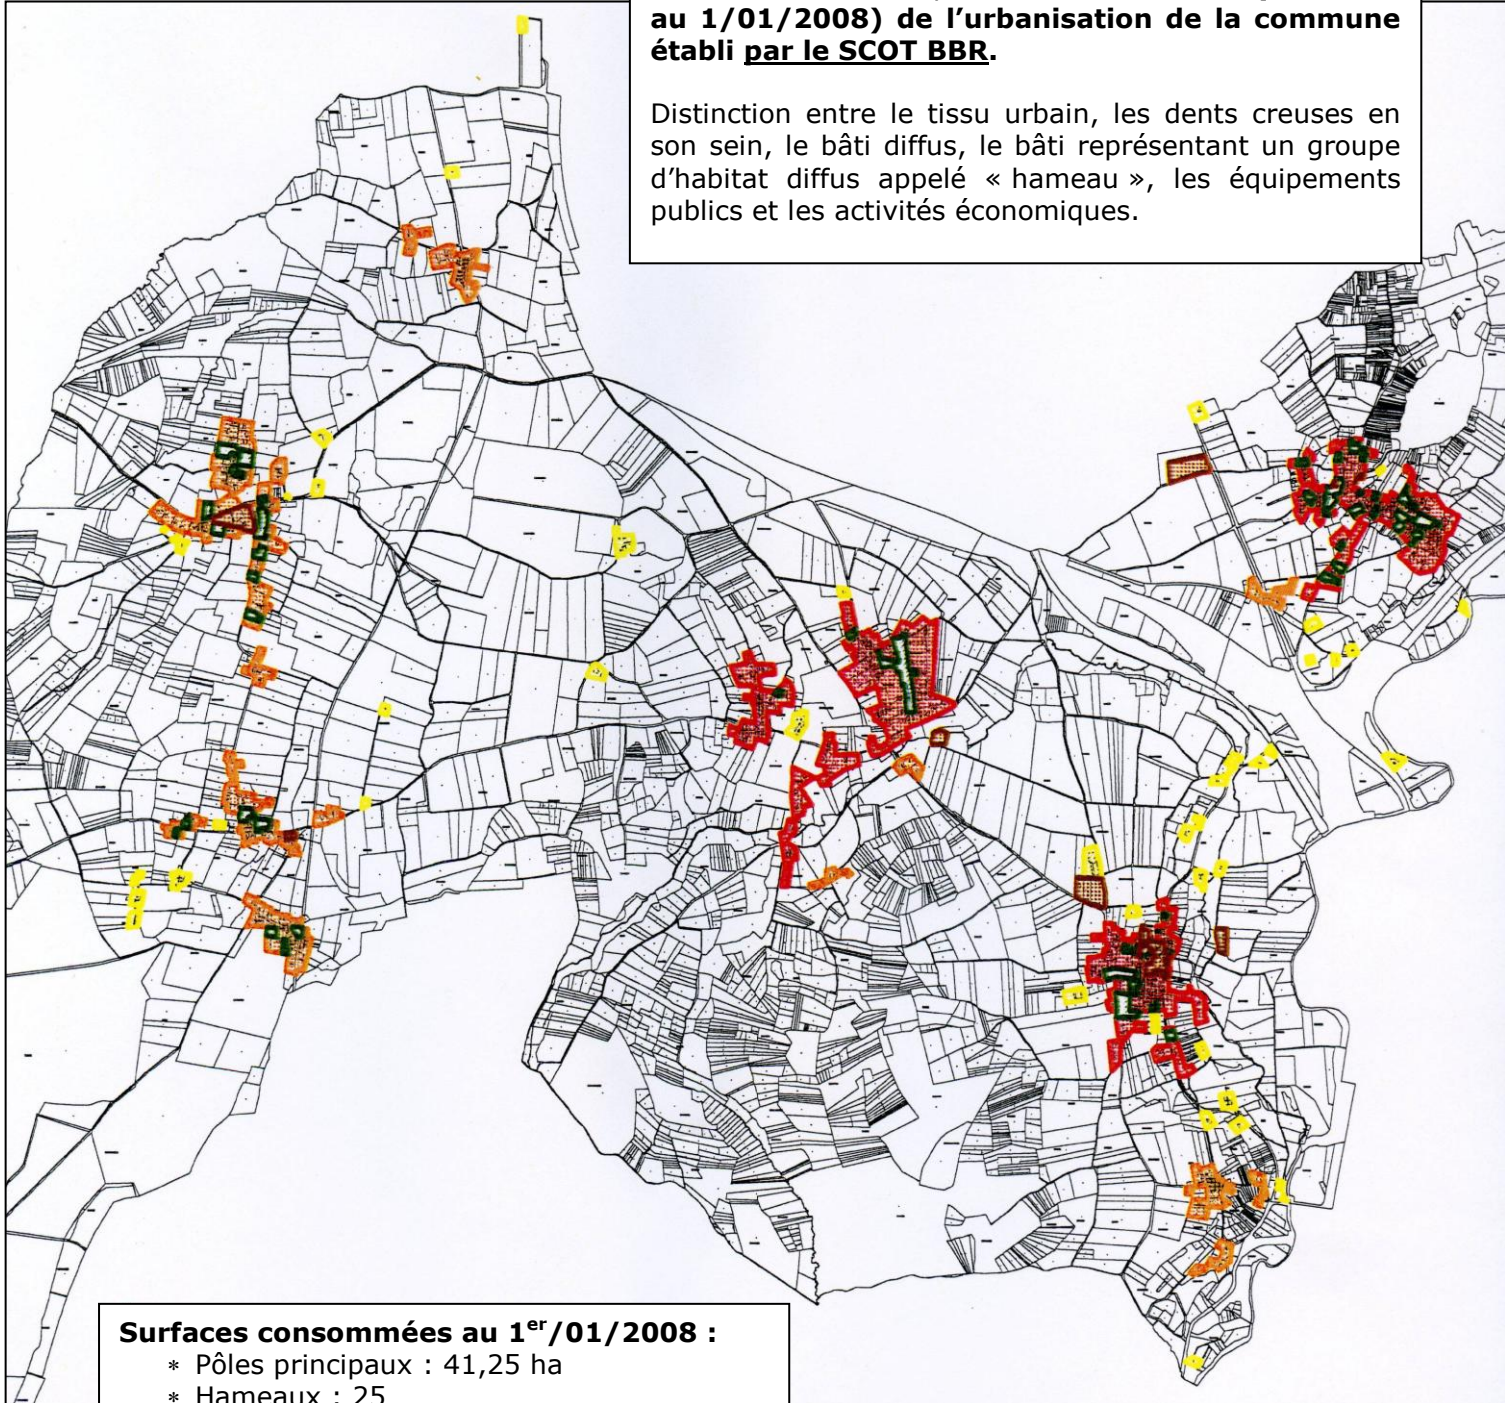 au 1/01/2008) de l’urbanisation de la commune
établi par le SCOT BBR.
Distinction entre le tissu urbain, les dents creuses en
son sein, le bâti diffus, le bâti représentant un groupe
d’habitat diffus appelé « hameau », les équipements
publics et les activités économiques.
Surfaces consommées au 1er/01/2008 :
* Pôles principaux : 41,25 ha
* Hameaux : 25